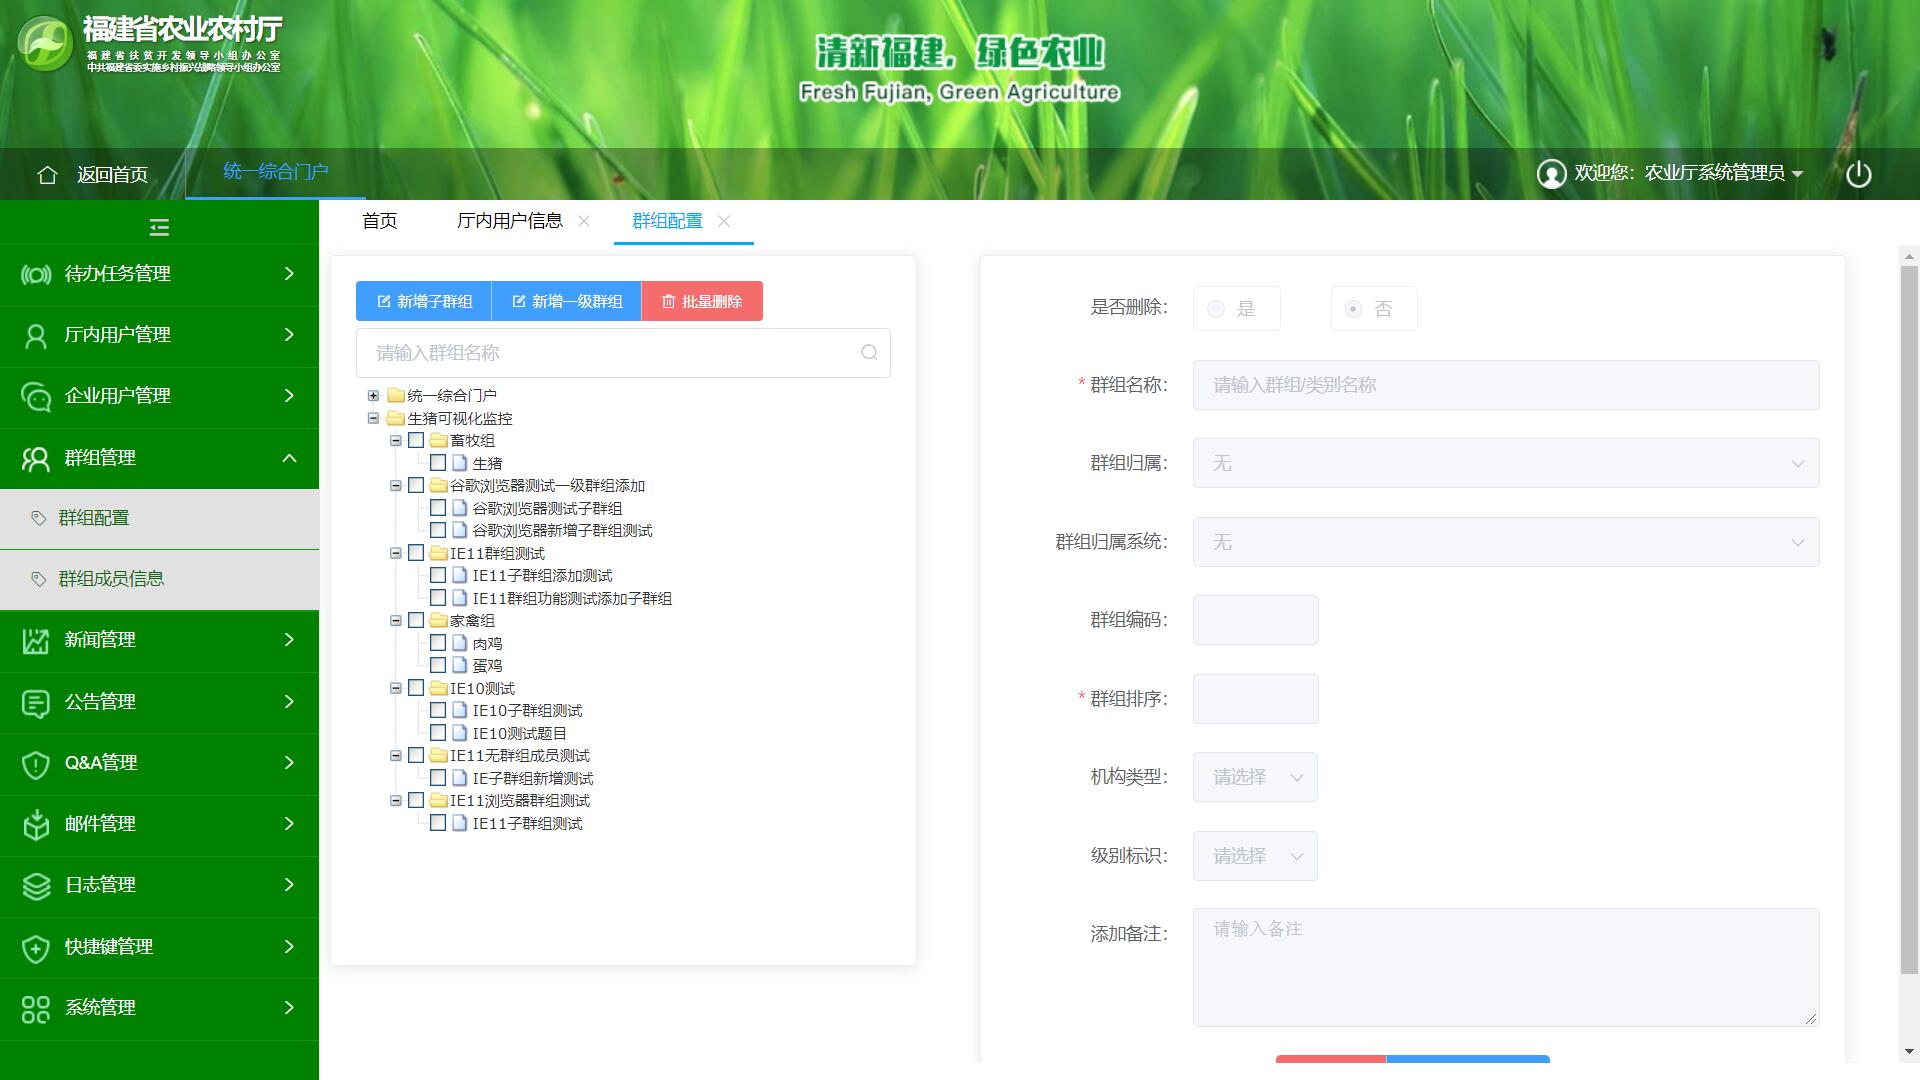 福建省农业农村厅
福建省扶贫开发领导小组办公室
中共福建省委实施乡村振兴战略领导小组办公室
清新福建，绿色农业
Fresh Fujian, Green Agriculture
返回首页
统一综合门户
欢迎您：农业厅系统管理员
首页
厅内用户信息
群组配置
待办任务管理
厅内用户管理
企业用户管理
群组管理
群组配置
群组成员信息
新闻管理
公告管理
Q&A管理
邮件管理
日志管理
快捷键管理
系统管理
新增子群组
新增一级群组
批量删除
请输入群组名称
统一综合门户
生猪可视化监控
畜牧组
生猪
谷歌浏览器测试一级群组添加
谷歌浏览器测试子群组
谷歌浏览器新增子群组测试
IE11群组测试
IE11子群组添加测试
IE11群组功能测试添加子群组
家禽组
肉鸡
蛋鸡
IE10测试
IE10子群组测试
IE10测试题目
IE11无群组成员测试
IE子群组新增测试
IE11浏览器群组测试
IE11子群组测试
是否删除：
是
否
*群组名称：
请输入群组/类别名称
群组归属：
无
群组归属系统：
无
群组编码：
*群组排序：
机构类型：
请选择
级别标识：
请选择
添加备注：
请输入备注